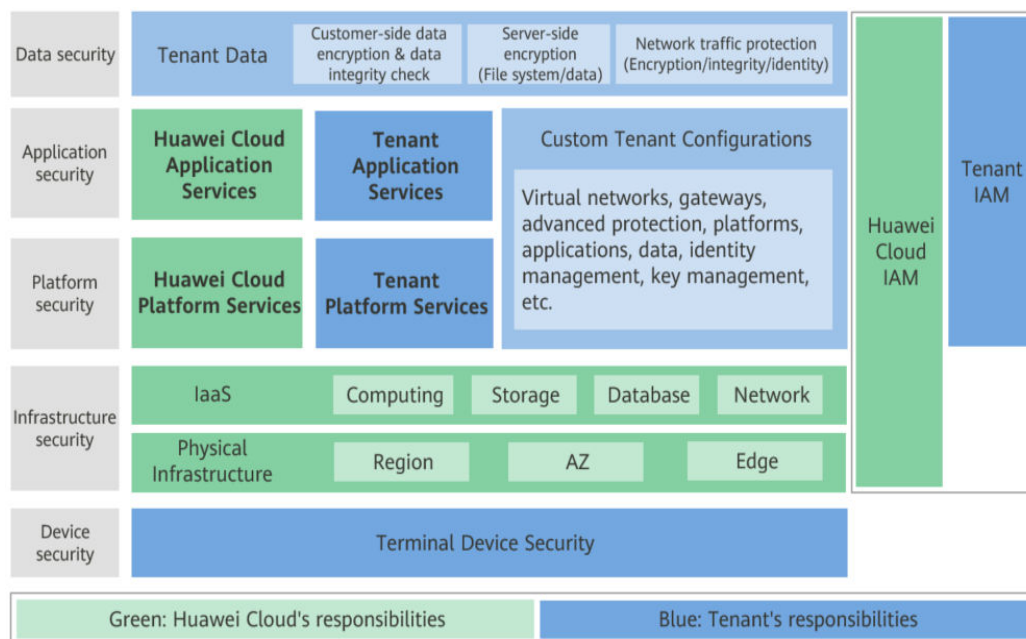 Data security
Tenant Data
Customer-side data
encryption & data
integrity check
Server-side
encryption
(File system/data)
Network traffic protection
(Encryption/integrity/identity)
Application
security
Huawei Cloud
Application
Services
Tenant
Application
Services
Custom Tenant Configurations
Virtual networks, gateways,
advanced protection, platforms,
applications, data, identity
management, key management,
etc.
Platform
security
Huawei Cloud
Platform Services
Tenant
Platform Services
Huawei
Cloud
IAM
Tenant
IAM
Infrastructure
security
IaaS
Computing
Storage
Database
Network
Physical
Infrastructure
Region
AZ
Edge
Device
security
Terminal Device Security
Green: Huawei Cloud's responsibilities
Blue: Tenant's responsibilities